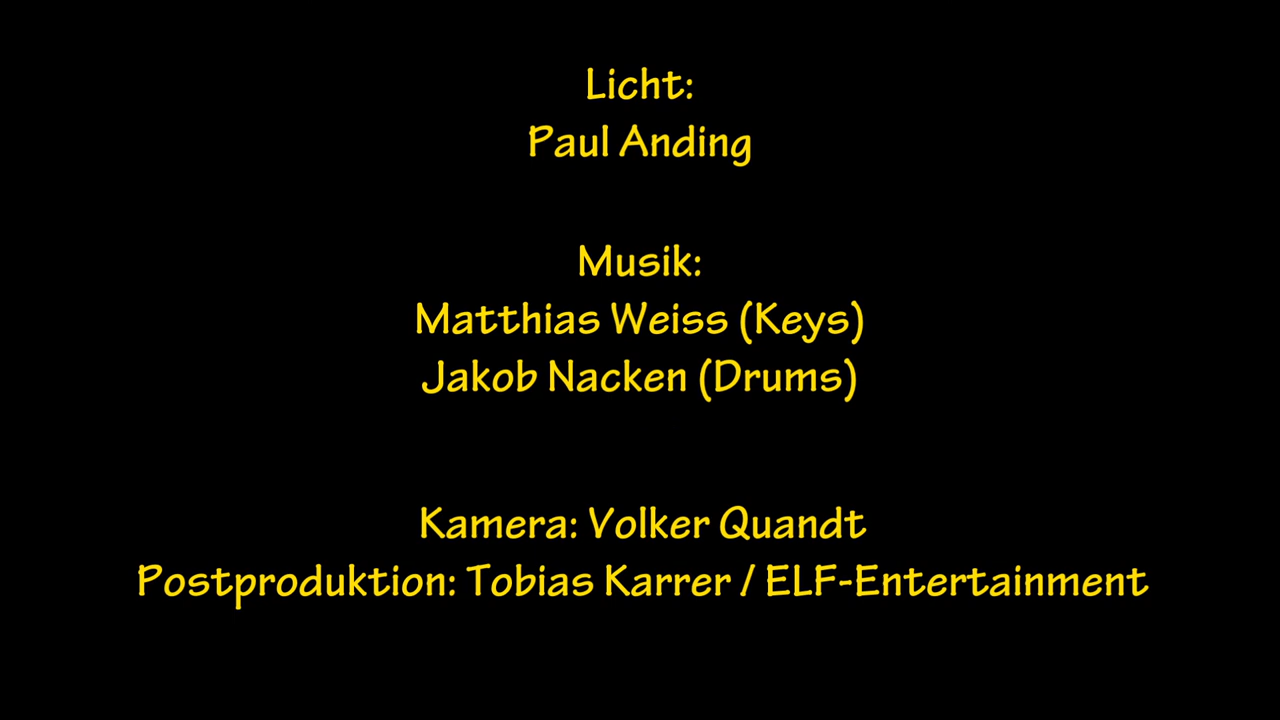 Licht:
Paul Anding
Musik:
Matthias Weiss (Keys)
Jakob Nacken (Drums)
Kamera: Volker Quandt
Postproduktion: Tobias Karrer / ELF-Entertainment